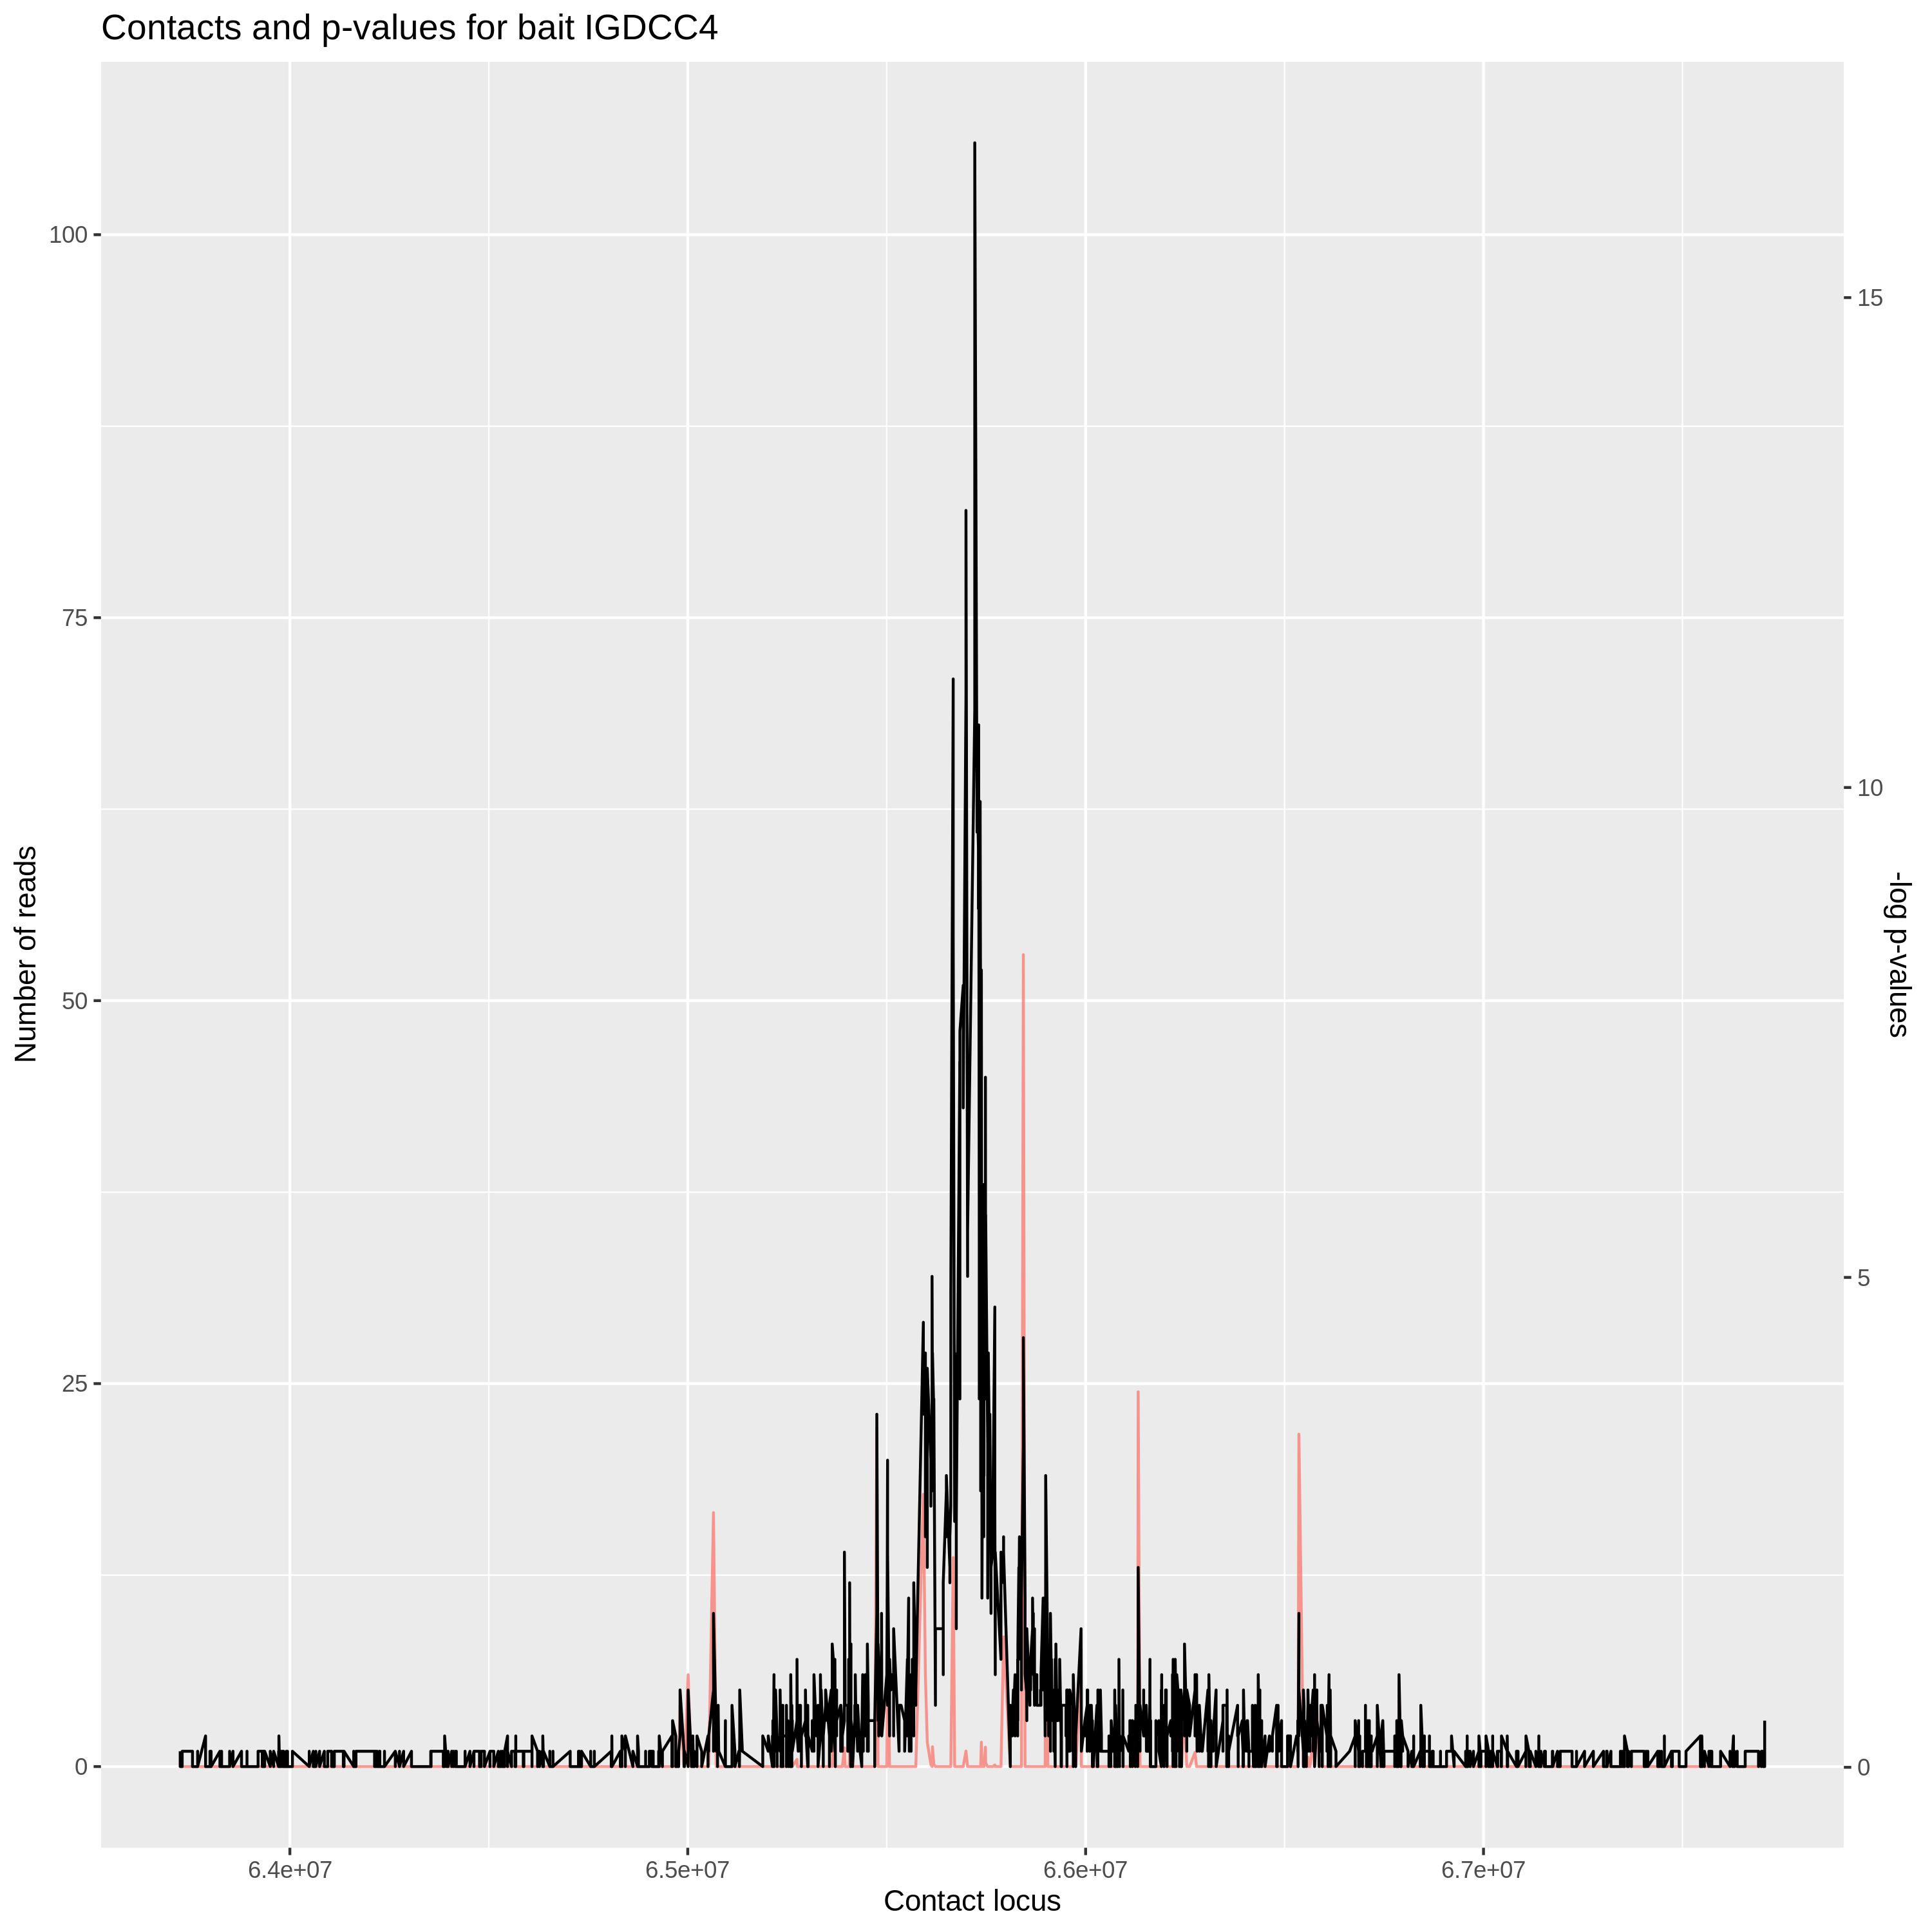 Contacts and p-values for bait IGDCC4
100
75
50
25
0
Number of reads
15
10
5
0
-log p-values
6.4e+07
6.5e+07
6.6e+07
6.7e+07
Contact locus